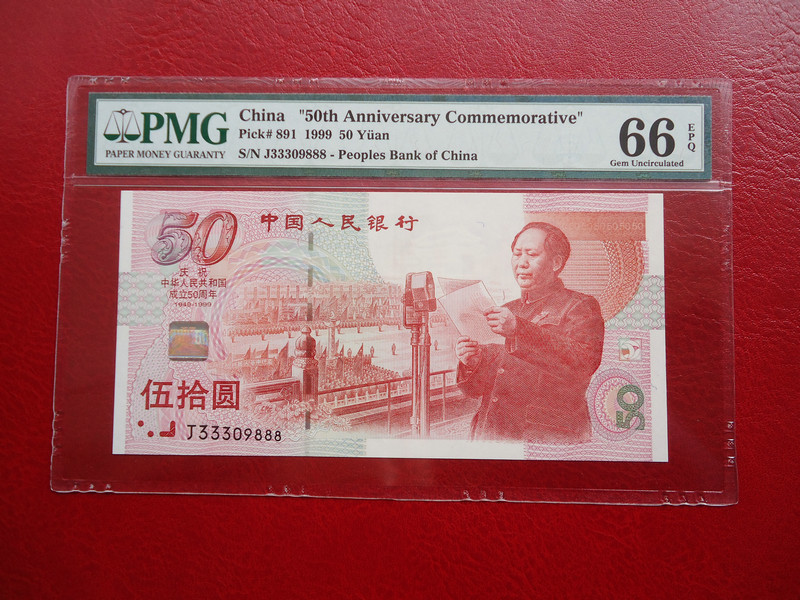 PMG
PAPER MONEY GUARANTY
China "50th Anniversary Commemorative"
Pick# 891 1999 50 Yüan
S/N J33309888 - Peoples Bank of China
66
EPQ
Gem Uncirculated
50
中国人民银行
庆祝
中华人民共和国
成立50周年
1949-1999
伍拾圆
J33309888
50